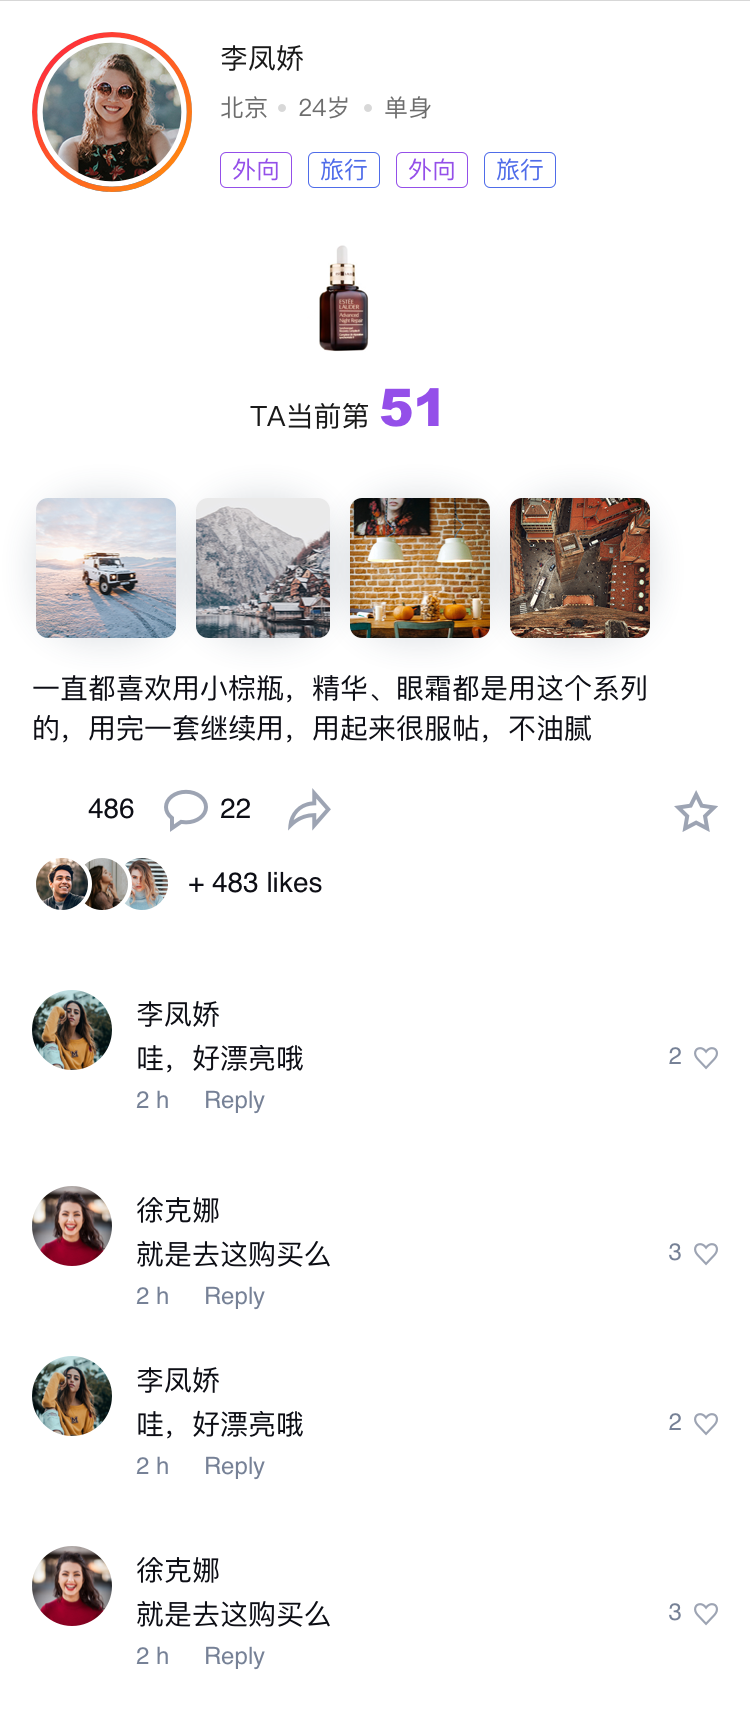 李凤娇
北京 • 24岁 • 单身
外向 旅行 外向 旅行
ESTĒE
LAUDER
Advanced
Night Repair
TA当前第 51
一直都喜欢用小棕瓶，精华、眼霜都是用这个系列
的，用完一套继续用，用起来很服帖，不油腻
486 22
+ 483 likes
李凤娇
哇，好漂亮哦
2
2 h Reply
徐克娜
就是去这购买么
3
2 h Reply
李凤娇
哇，好漂亮哦
2
2 h Reply
徐克娜
就是去这购买么
3
2 h Reply